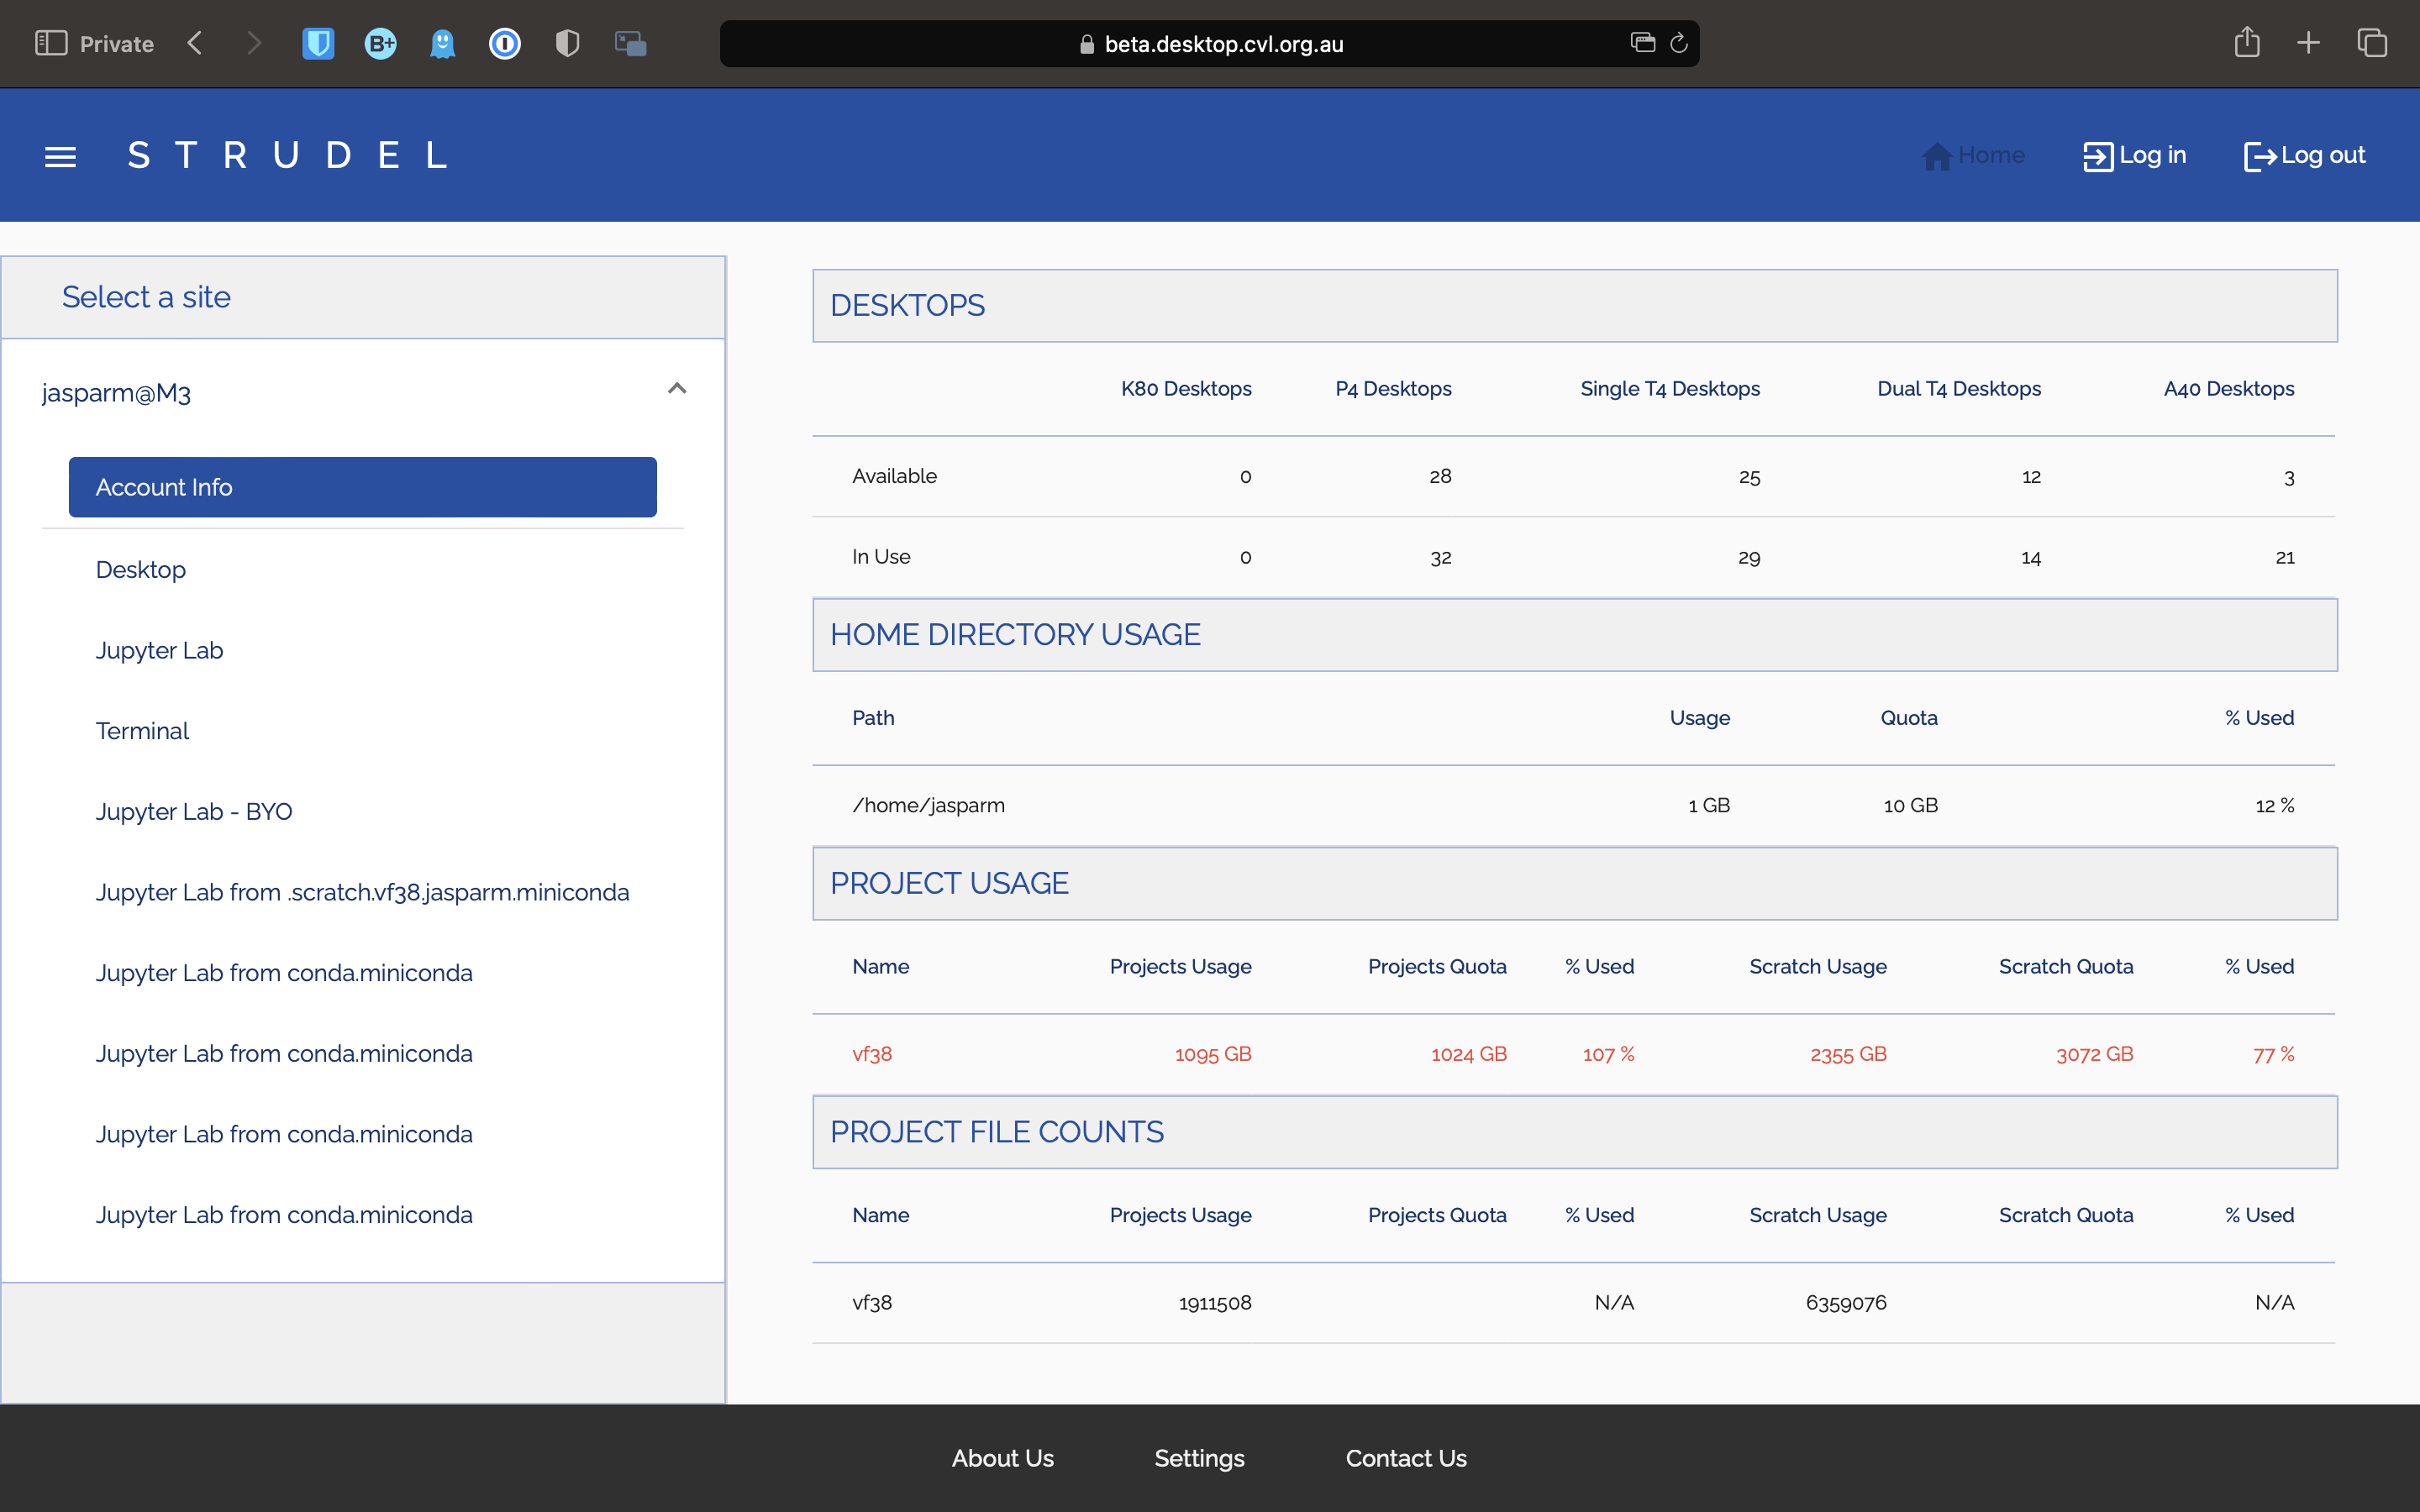 Private
B+
beta.desktop.cvl.org.au
STRUDEL
Home
Log in
Log out
Select a site
jasparm@M3
Account Info
Desktop
Jupyter Lab
Terminal
Jupyter Lab - BYO
Jupyter Lab from .scratch.vf38.jasparm.miniconda
Jupyter Lab from conda.miniconda
Jupyter Lab from conda.miniconda
Jupyter Lab from conda.miniconda
Jupyter Lab from conda.miniconda
DESKTOPS
K80 Desktops P4 Desktops Single T4 Desktops Dual T4 Desktops A40 Desktops
Available 0 28 25 12 3
In Use 0 32 29 14 21
HOME DIRECTORY USAGE
Path Usage Quota % Used
/home/jasparm 1 GB 10 GB 12 %
PROJECT USAGE
Name Projects Usage Projects Quota % Used Scratch Usage Scratch Quota % Used
vf38 1095 GB 1024 GB 107 % 2355 GB 3072 GB 77 %
PROJECT FILE COUNTS
Name Projects Usage Projects Quota % Used Scratch Usage Scratch Quota % Used
vf38 1911508 N/A 6359076 N/A
About Us Settings Contact Us